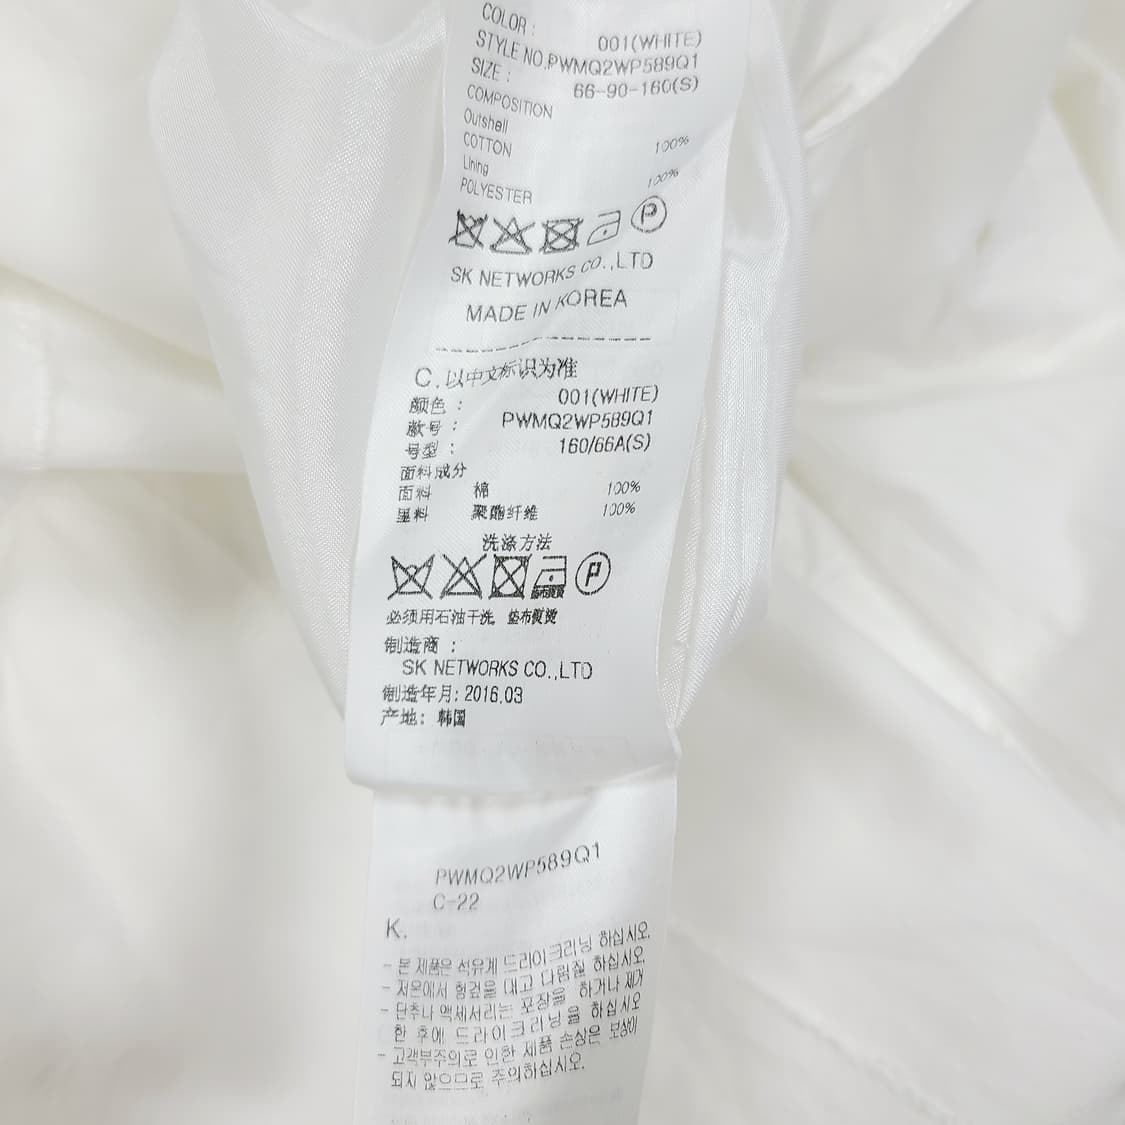 COLOR : 001(WHITE)
STYLE NO.PWMQ2WP589Q1
SIZE : 66-90-160(S)
COMPOSITION
Outshell
COTTON 100%
Lining
POLYESTER 100%
P
SK NETWORKS CO.,LTD
MADE IN KOREA
C.以中文标识为准
颜色 : 001(WHITE)
款号 : PWMQ2WP589Q1
号型 : 160/66A(S)
面料成分
面料 棉 100%
里料 聚酯纤维 100%
洗涤方法
垫布熨烫
必须用石油干洗, 垫布熨烫
制造商 :
SK NETWORKS CO.,LTD
制造年月: 2016.03
产地: 韩国
PWMQ2WP589Q1
C-22
K.
- 본 제품은 석유계 드라이크리닝 하십시오.
- 저온에서 헝겊을 대고 다림질 하십시오.
- 단추나 액세서리는 포장을 하거나 제거
한 후에 드라이크리닝을 하십시오
- 고객부주의로 인한 제품 손상은 보상이
되지 않으므로 주의하십시오.